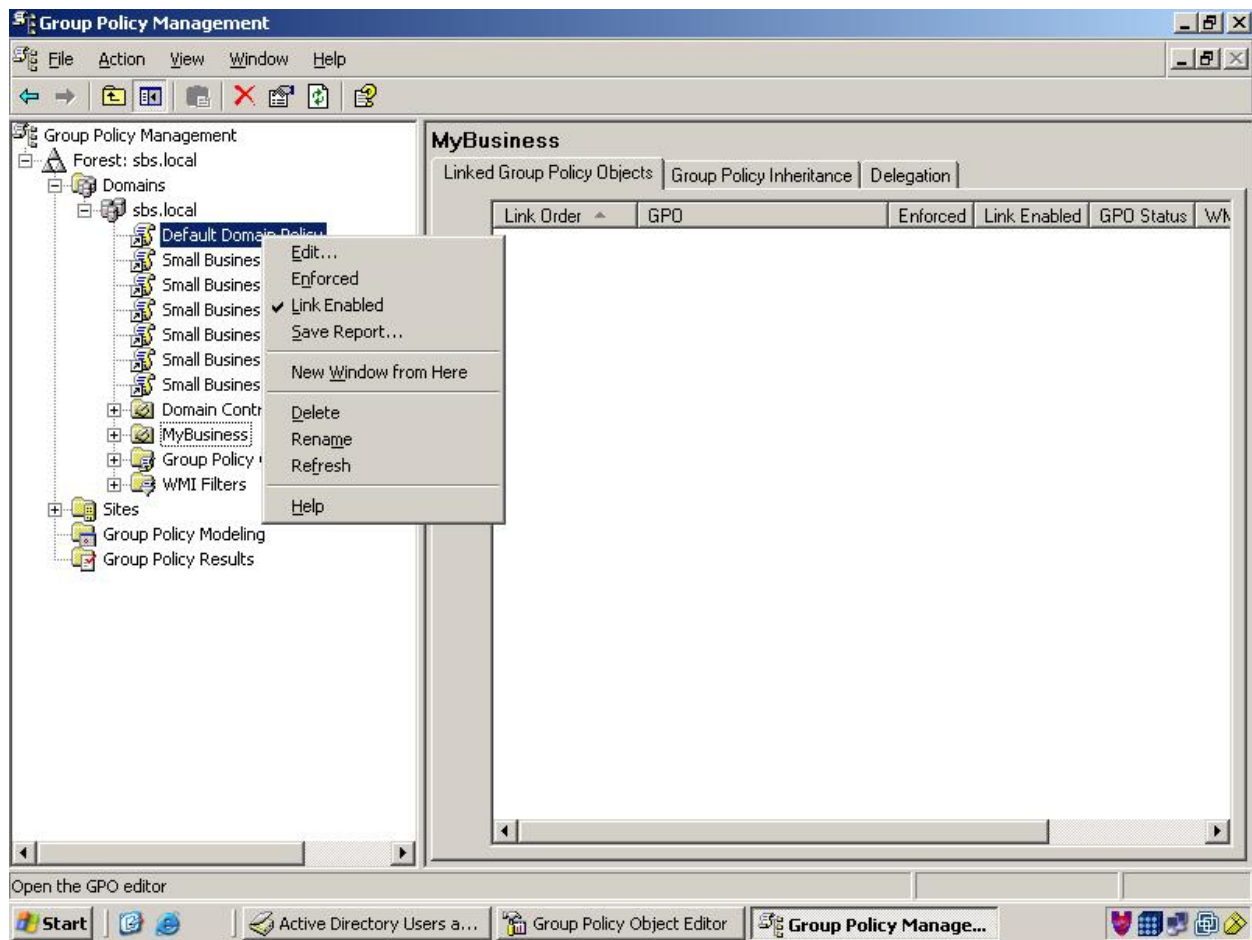 Group Policy Management
File Action View Window Help
Group Policy Management
Forest: sbs.local
Domains
sbs.local
Default Domain Policy
Small Busines
Small Busines
Small Busines
Small Busines
Small Busines
Small Busines
Domain Contr
MyBusiness
Group Policy
WMI Filters
Sites
Group Policy Modeling
Group Policy Results
Edit...
Enforced
Link Enabled
Save Report...
New Window from Here
Delete
Rename
Refresh
Help
MyBusiness
Linked Group Policy Objects Group Policy Inheritance Delegation
Link Order GPO Enforced Link Enabled GPO Status WM
Open the GPO editor
Start Active Directory Users a... Group Policy Object Editor Group Policy Manage...